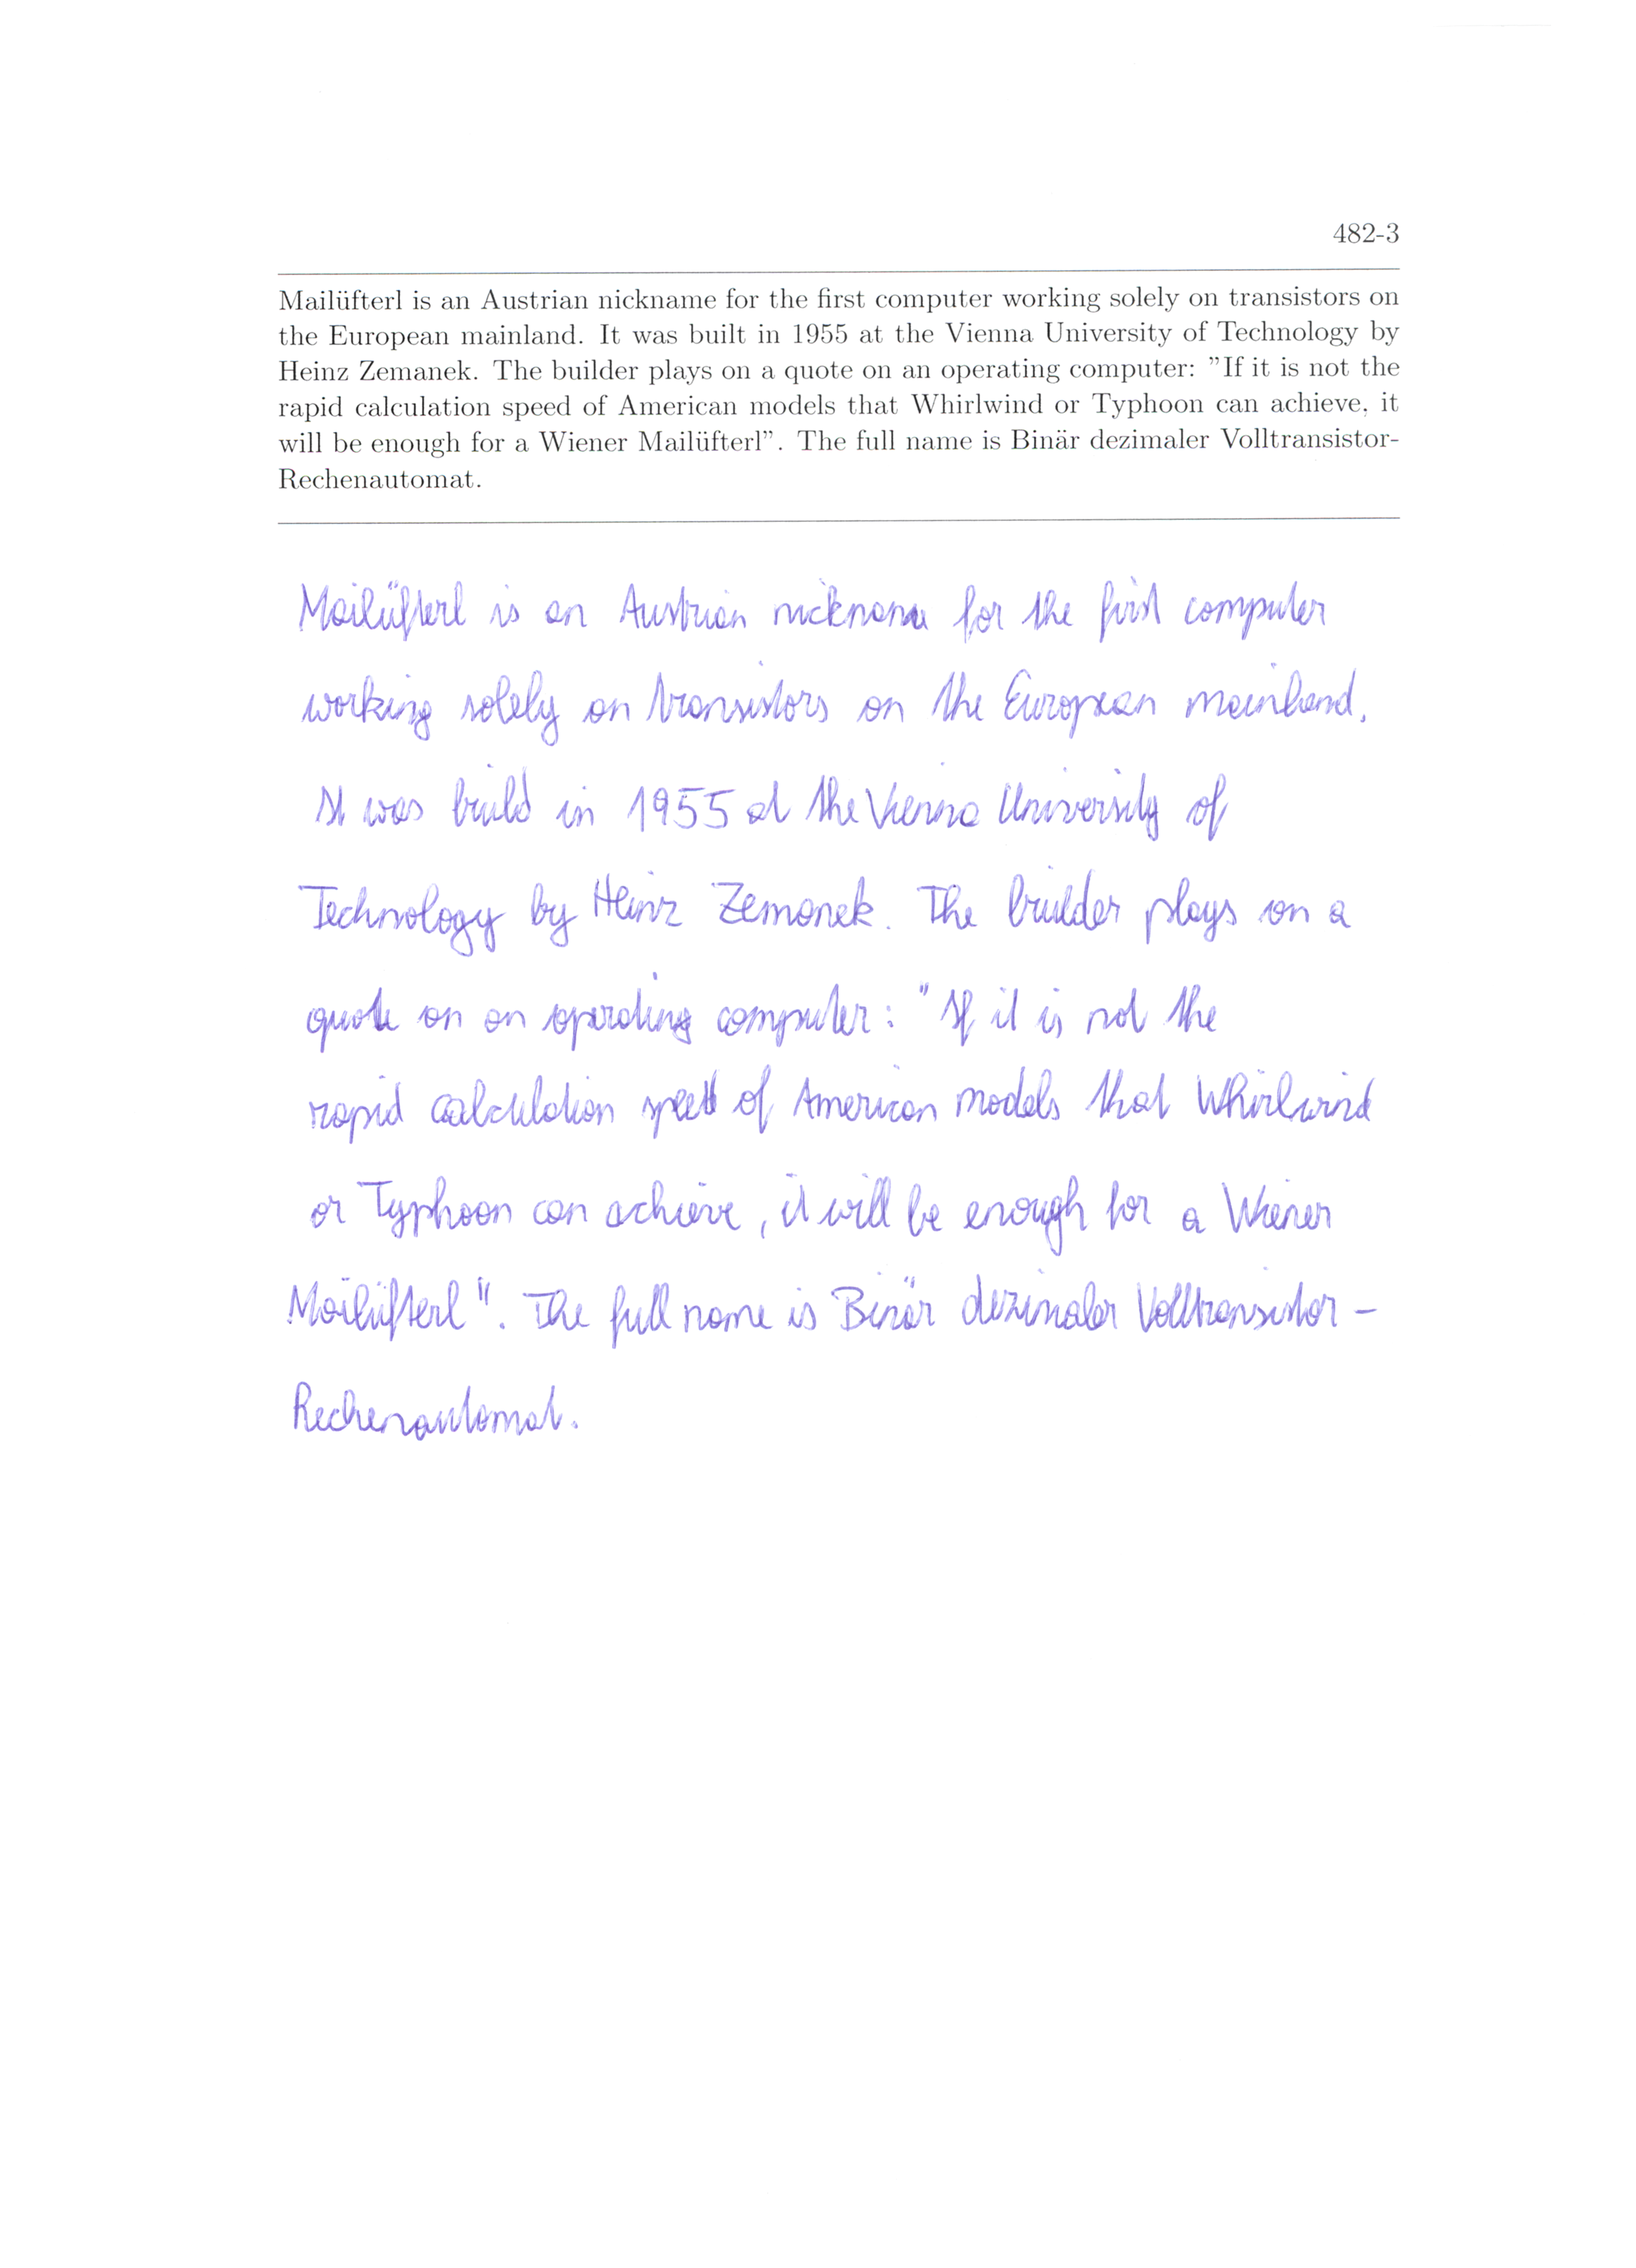 482-3
Mailüfterl is an Austrian nickname for the first computer working solely on transistors on
the European mainland. It was built in 1955 at the Vienna University of Technology by
Heinz Zemanek. The builder plays on a quote on an operating computer: ”If it is not the
rapid calculation speed of American models that Whirlwind or Typhoon can achieve, it
will be enough for a Wiener Mailüfterl”. The full name is Binär dezimaler Volltransistor-
Rechenautomat.
Mailüfterl is an Austrian nickname for the first computer
working solely on transistors on the European mainland.
It was build in 1955 at the Vienna University of
Technology by Heinz Zemanek. The builder plays on a
quote on an operating computer: "If it is not the
rapid calculation speed of American models that Whirlwind
or Typhoon can achieve, it will be enough for a Wiener
Mailüfterl". The full name is Binär dezimaler Volltransistor-
Rechenautomat.